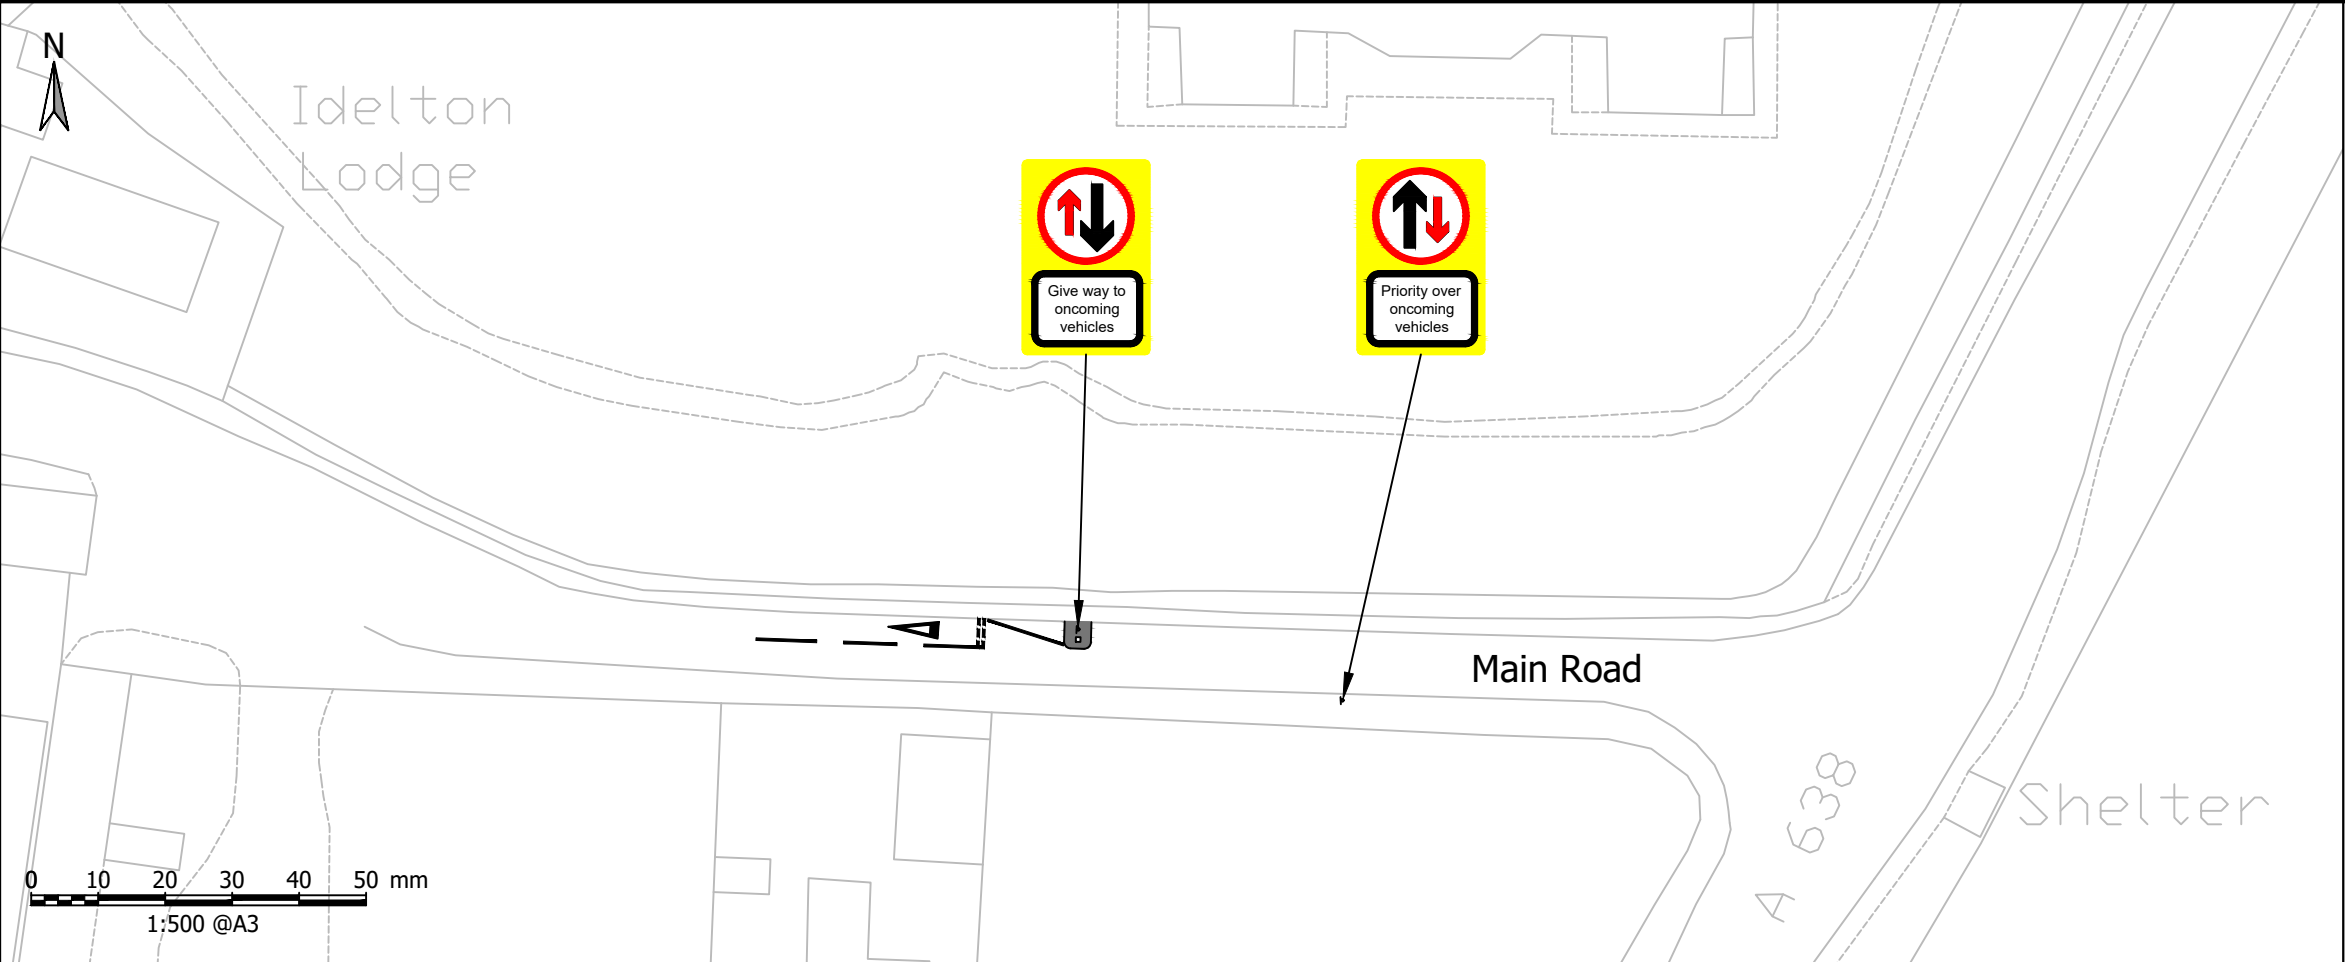 N
Idelton
Lodge
Give way to
oncoming
vehicles
Priority over
oncoming
vehicles
Main Road
A 638
Shelter
0 10 20 30 40 50 mm
1:500 @A3